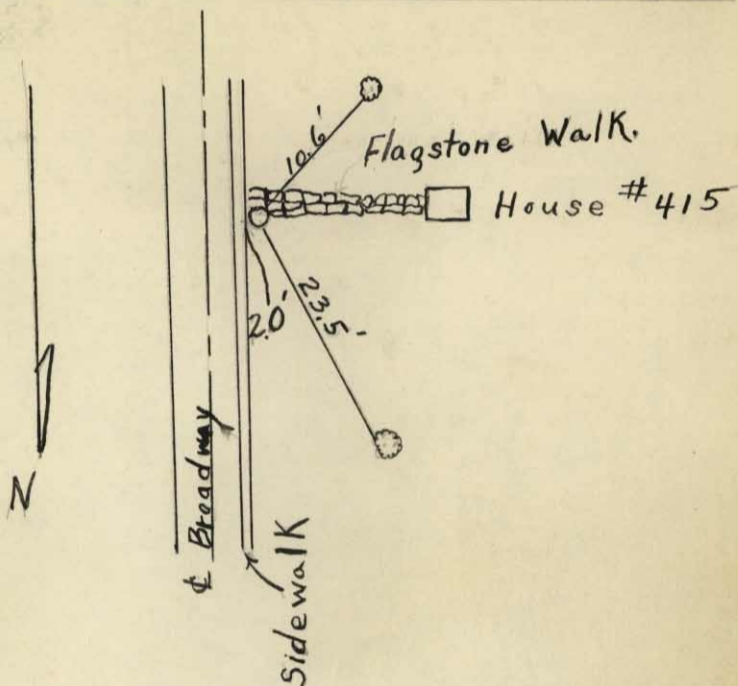 10.6'
Flagstone Walk.
House #415
2.0'
23.5'
N
℄ Broadway
Sidewalk